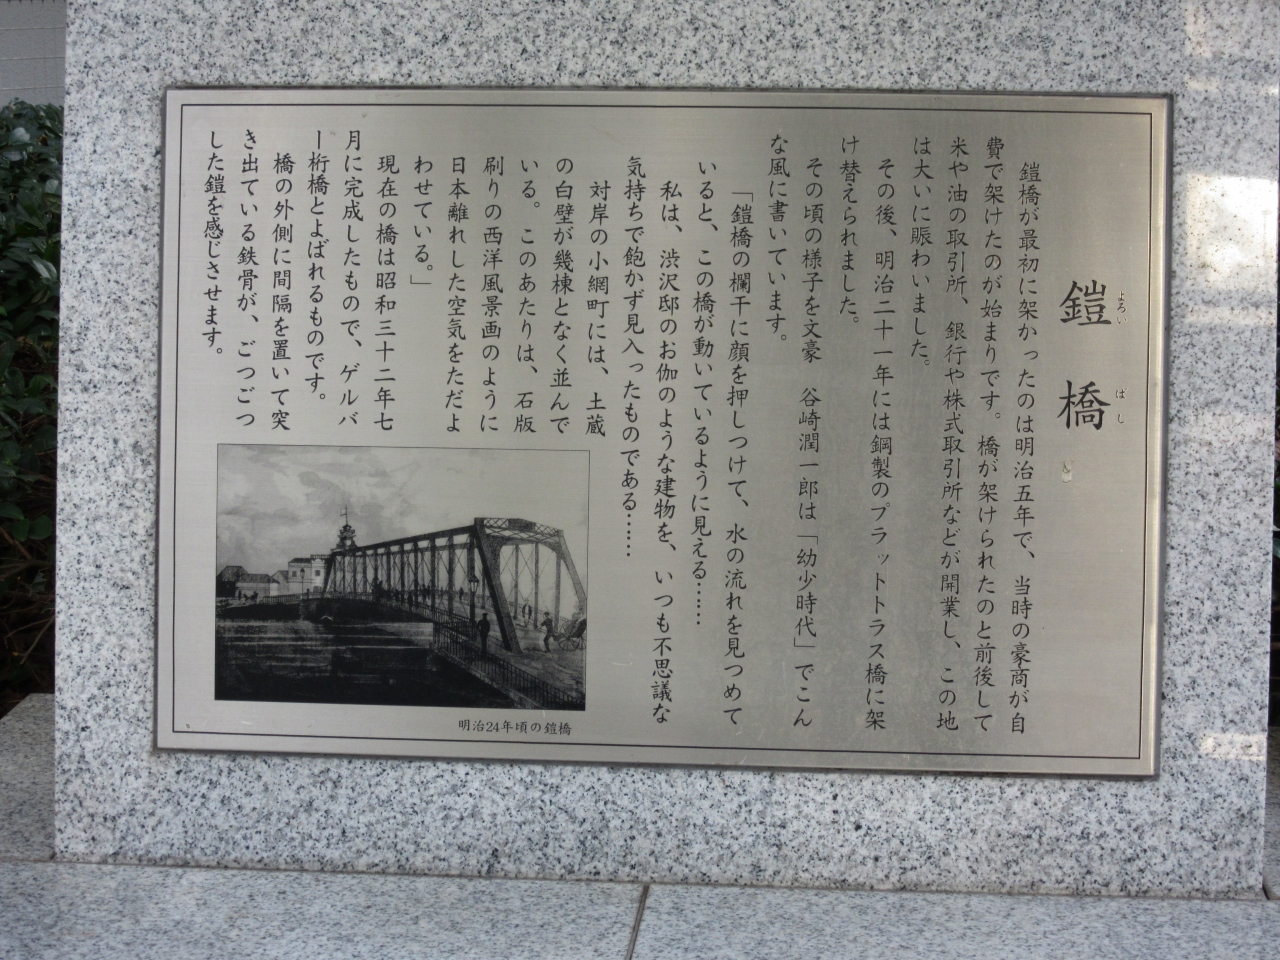 鎧橋
よろい ばし
鎧橋が最初に架かったのは明治五年で、当時の豪商が自
費で架けたのが始まりです。橋が架けられたのと前後して
米や油の取引所、銀行や株式取引所などが開業し、この地
は大いに賑わいました。
その後、明治二十一年には鋼製のプラットトラス橋に架
け替えられました。
その頃の様子を文豪 谷崎潤一郎は「幼少時代」でこん
な風に書いています。
「鎧橋の欄干に顔を押しつけて、水の流れを見つめて
いると、この橋が動いているように見える……
私は、渋沢邸のお伽のような建物を、いつも不思議な
気持ちで飽かず見入ったものである……
対岸の小網町には、土蔵
の白壁が幾棟となく並んで
いる。このあたりは、石版
刷りの西洋風景画のように
日本離れした空気をただよ
わせている。」
現在の橋は昭和三十二年七
月に完成したもので、ゲルバ
ー桁橋とよばれるものです。
橋の外側に間隔を置いて突
き出ている鉄骨が、ごつごつ
した鎧を感じさせます。
明治24年頃の鎧橋